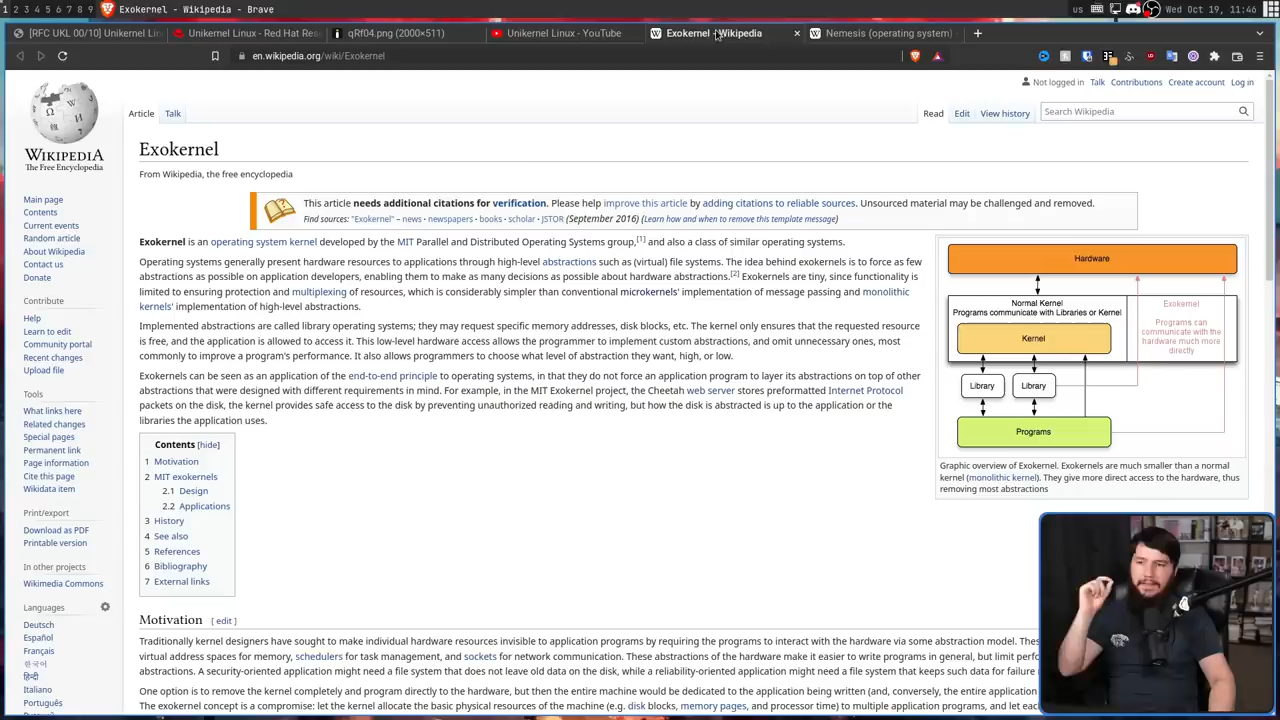 1 2 3 4 5 6 7 8 9 Exokernel - Wikipedia - Brave us Wed Oct 19, 11:46
[RFC UKL 00/10] Unikernel Lin Unikernel Linux - Red Hat Res qRf04.png (2000×1125) Unikernel Linux - YouTube Exokernel - Wikipedia Nemesis (operating system)
en.wikipedia.org/wiki/Exokernel
Not logged in Talk Contributions Create account Log in
Article Talk Read Edit View history Search Wikipedia
WIKIPEDIA
The Free Encyclopedia
Main page
Contents
Current events
Random article
About Wikipedia
Contact us
Donate
Contribute
Help
Learn to edit
Community portal
Recent changes
Upload file
Tools
What links here
Related changes
Special pages
Permanent link
Page information
Cite this page
Wikidata item
Print/export
Download as PDF
Printable version
In other projects
Wikimedia Commons
Languages
Deutsch
Español
Français
한국어
हिन्दी
Italiano
Português
Exokernel
From Wikipedia, the free encyclopedia
This article needs additional citations for verification. Please help improve this article by adding citations to reliable sources. Unsourced material may be challenged and removed.
Find sources: "Exokernel" – news · newspapers · books · scholar · JSTOR (September 2016) (Learn how and when to remove this template message)
Exokernel is an operating system kernel developed by the MIT Parallel and Distributed Operating Systems group,[1] and also a class of similar operating systems.
Operating systems generally present hardware resources to applications through high-level abstractions such as (virtual) file systems. The idea behind exokernels is to force as few
abstractions as possible on application developers, enabling them to make as many decisions as possible about hardware abstractions.[2] Exokernels are tiny, since functionality
is limited to ensuring protection and multiplexing of resources, which is considerably simpler than conventional microkernels' implementation of message passing and monolithic
kernels' implementation of high-level abstractions.
Implemented abstractions are called library operating systems; they may request specific memory addresses, disk blocks, etc. The kernel only ensures that the requested resource
is free, and the application is allowed to access it. This low-level hardware access allows the programmer to implement custom abstractions, and omit unnecessary ones, most
commonly to improve a program's performance. It also allows programmers to choose what level of abstraction they want, high, or low.
Exokernels can be seen as an application of the end-to-end principle to operating systems, in that they do not force an application program to layer its abstractions on top of other
abstractions that were designed with different requirements in mind. For example, in the MIT Exokernel project, the Cheetah web server stores preformatted Internet Protocol
packets on the disk, the kernel provides safe access to the disk by preventing unauthorized reading and writing, but how the disk is abstracted is up to the application or the
libraries the application uses.
Hardware
Normal Kernel
Programs communicate with Libraries or Kernel
Kernel
Exokernel
Programs can
communicate with the
hardware much more
directly
Library Library
Programs
Graphic overview of Exokernel. Exokernels are much smaller than a normal
kernel (monolithic kernel). They give more direct access to the hardware, thus
removing most abstractions
Contents [hide]
1 Motivation
2 MIT exokernels
2.1 Design
2.2 Applications
3 History
4 See also
5 References
6 Bibliography
7 External links
Motivation [ edit ]
Traditionally kernel designers have sought to make individual hardware resources invisible to application programs by requiring the programs to interact with the hardware via some abstraction model. These
virtual address spaces for memory, schedulers for task management, and sockets for network communication. These abstractions of the hardware make it easier to write programs in general, but limit
abstractions. A security-oriented application might need a file system that does not leave old data on the disk, while a reliability-oriented application might need a file system that keeps such data for failure
One option is to remove the kernel completely and program directly to the hardware, but then the entire machine would be dedicated to the application being written (and, conversely, the entire application
The exokernel concept is a compromise: let the kernel allocate the basic physical resources of the machine (e.g. disk blocks, memory pages, and processor time) to multiple application programs, and let